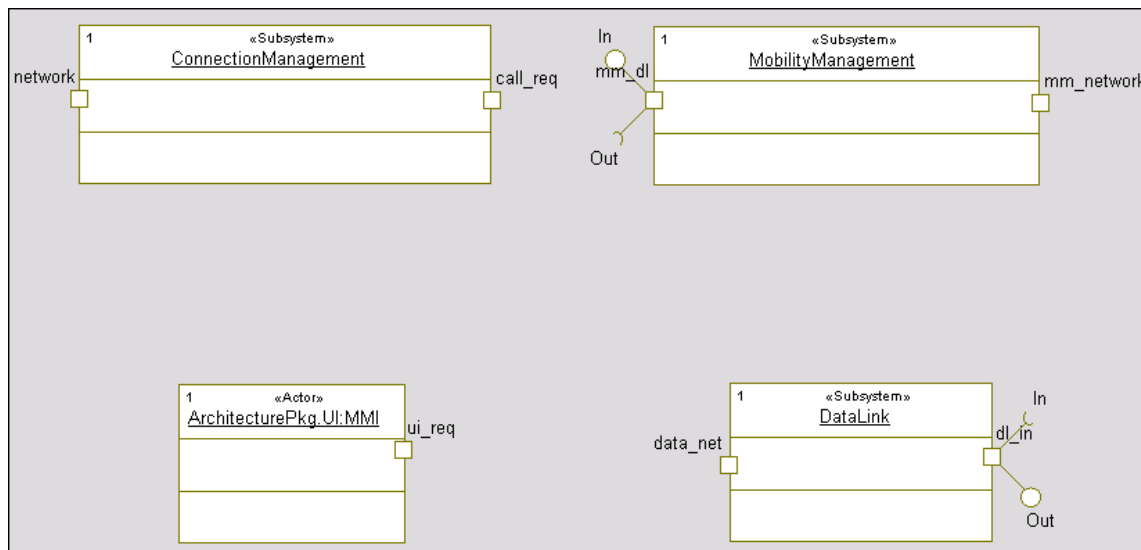 1 «Subsystem»
ConnectionManagement
network
call_req
In
1 «Subsystem»
MobilityManagement
mm_dl
mm_network
Out
1 «Actor»
ArchitecturePkg.UI:MMI
ui_req
1 «Subsystem»
DataLink
In
data_net
dl_in
Out